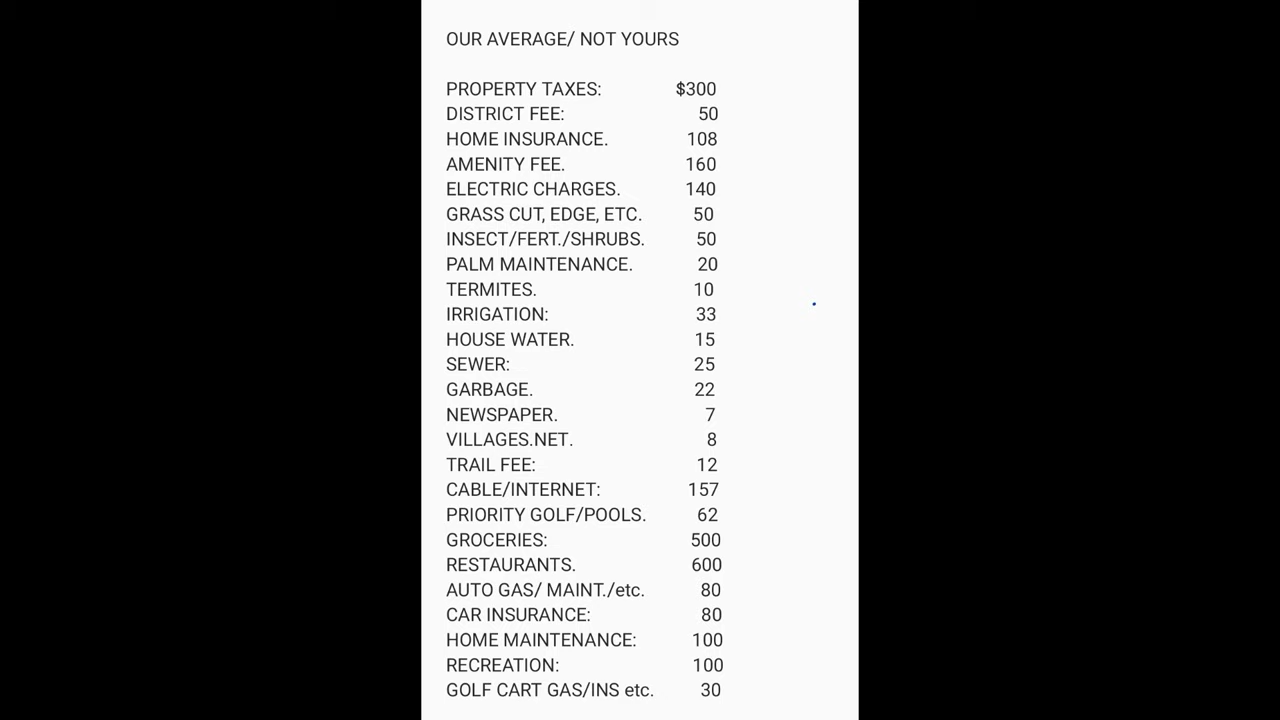 OUR AVERAGE/ NOT YOURS
PROPERTY TAXES: $300
DISTRICT FEE: 50
HOME INSURANCE. 108
AMENITY FEE. 160
ELECTRIC CHARGES. 140
GRASS CUT, EDGE, ETC. 50
INSECT/FERT./SHRUBS. 50
PALM MAINTENANCE. 20
TERMITES. 10
IRRIGATION: 33
HOUSE WATER. 15
SEWER: 25
GARBAGE. 22
NEWSPAPER. 7
VILLAGES.NET. 8
TRAIL FEE: 12
CABLE/INTERNET: 157
PRIORITY GOLF/POOLS. 62
GROCERIES: 500
RESTAURANTS. 600
AUTO GAS/ MAINT./etc. 80
CAR INSURANCE: 80
HOME MAINTENANCE: 100
RECREATION: 100
GOLF CART GAS/INS etc. 30